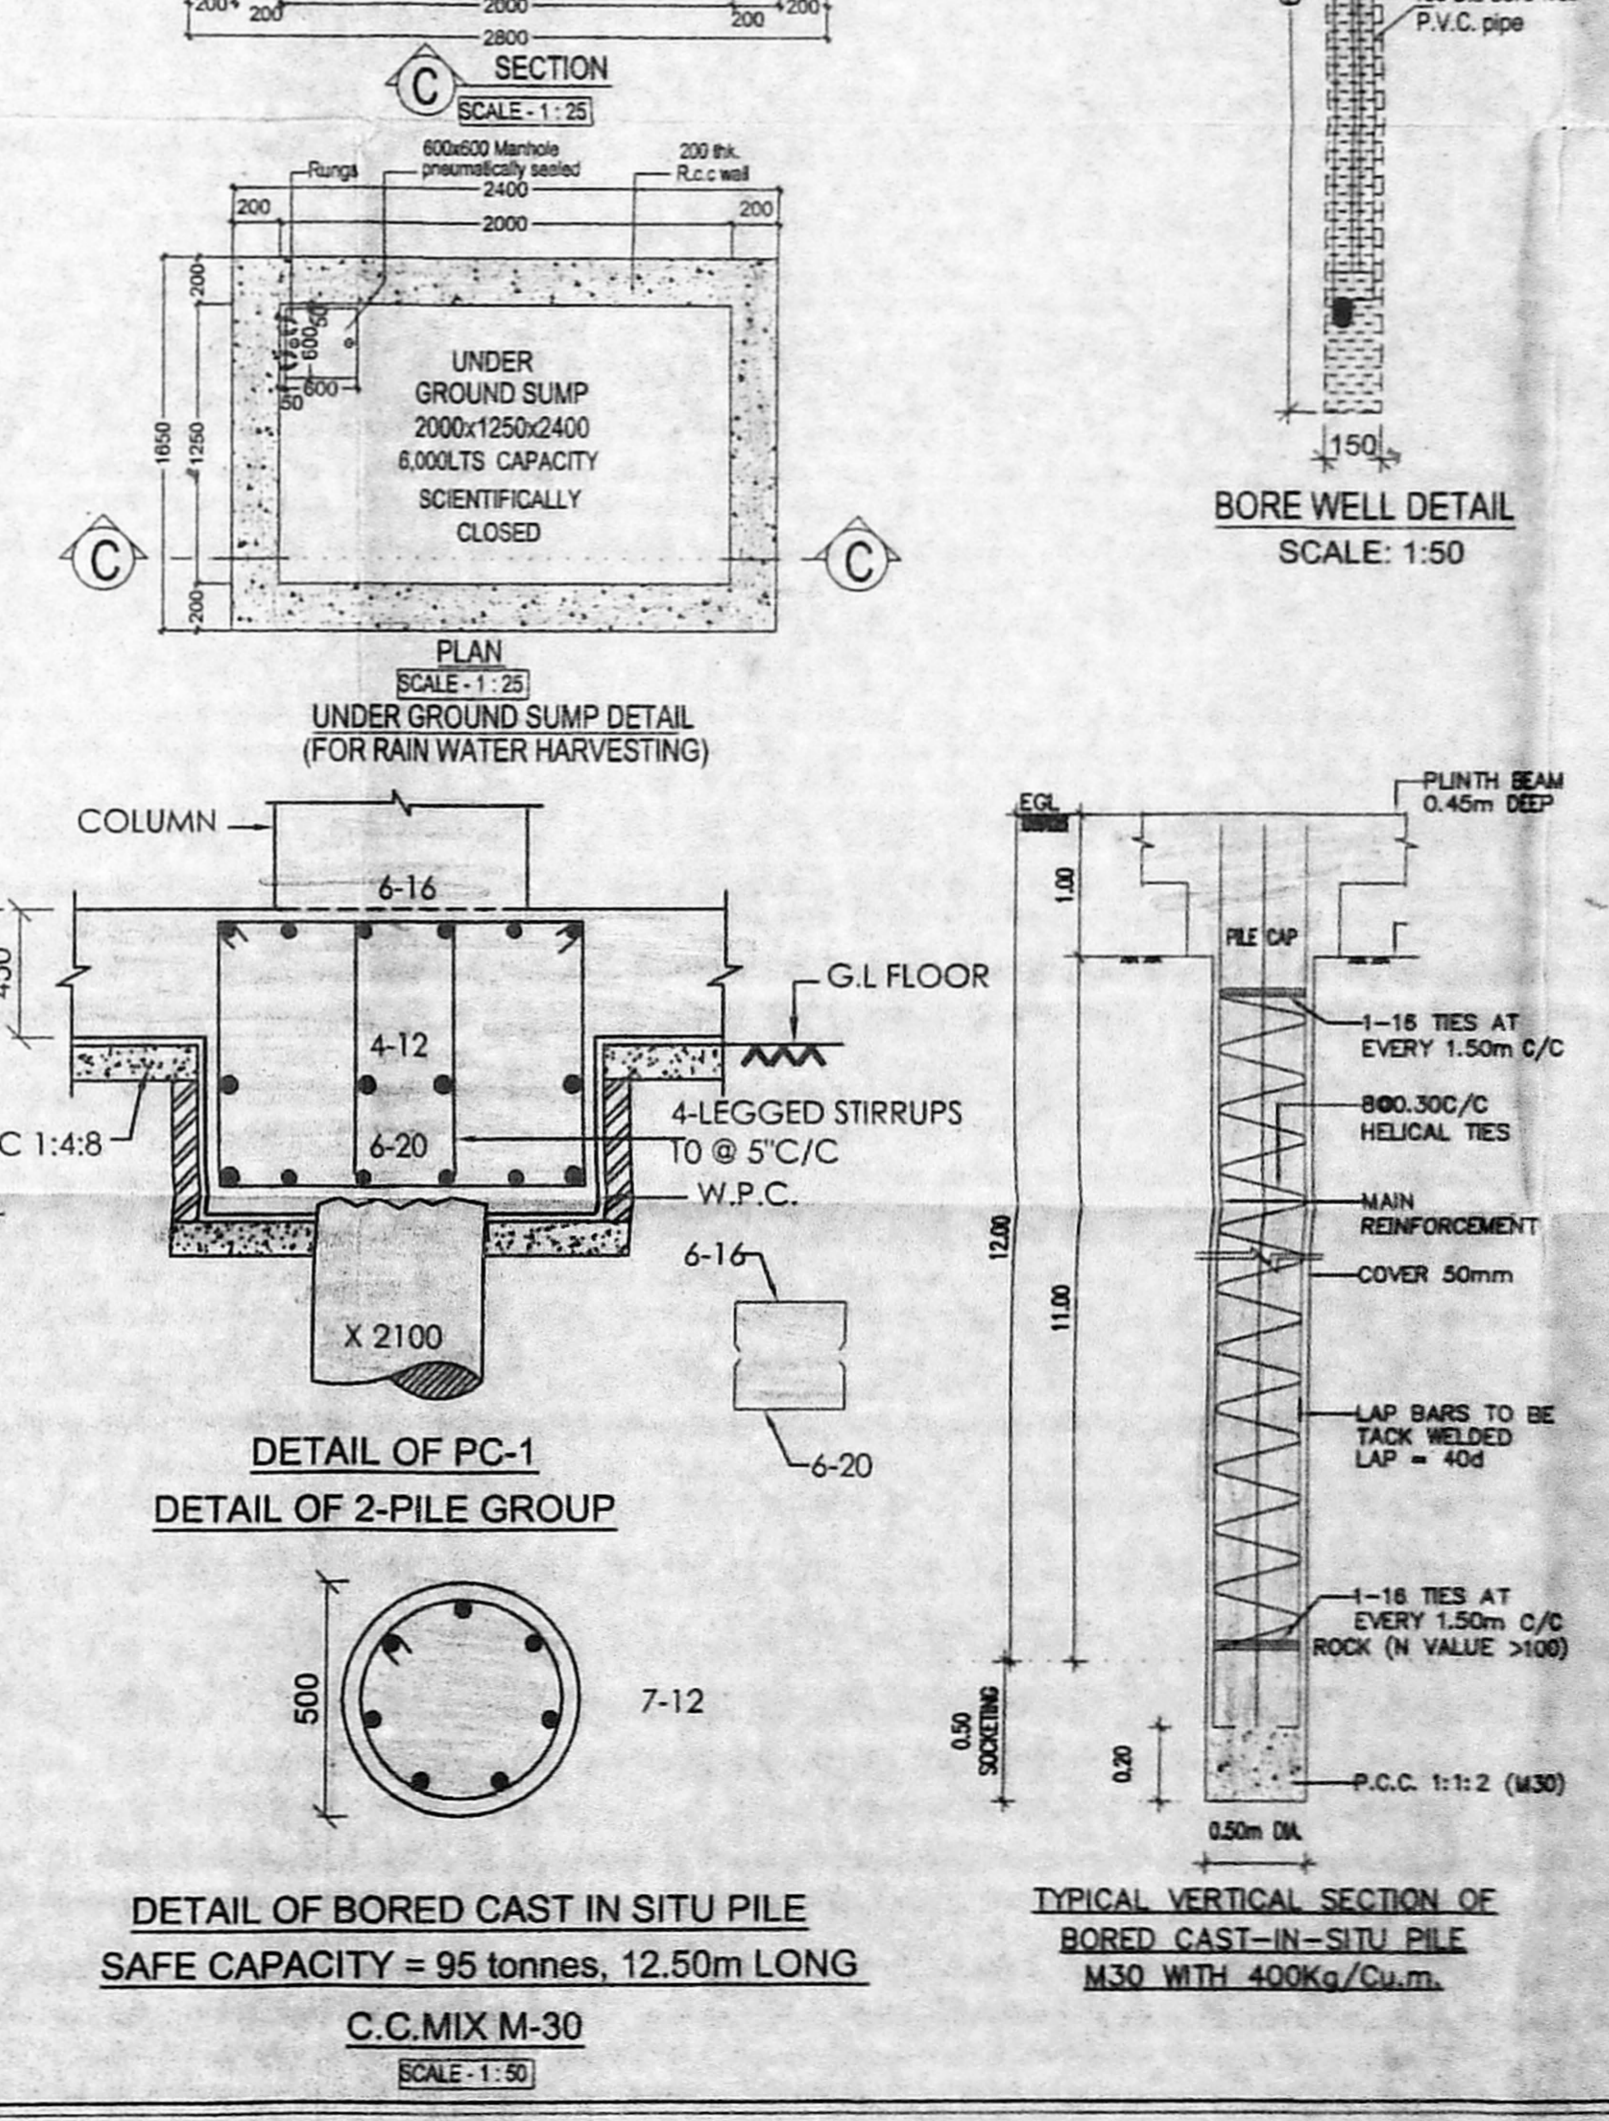 200
200
2000
200
200
2800
C
SECTION
SCALE - 1 : 25
P.V.C. pipe
Rungs
600x600 Manhole
pneumatically sealed
200 thk.
R.c.c wall
2400
200
2000
200
200
1650
1250
200
600
50
600
50
UNDER
GROUND SUMP
2000x1250x2400
6,000LTS CAPACITY
SCIENTIFICALLY
CLOSED
C
C
PLAN
SCALE - 1 : 25
UNDER GROUND SUMP DETAIL
(FOR RAIN WATER HARVESTING)
150
BORE WELL DETAIL
SCALE: 1:50
COLUMN
6-16
G.L FLOOR
4-12
6-20
C 1:4:8
4-LEGGED STIRRUPS
T0 @ 5"C/C
W.P.C.
6-16
X 2100
6-20
DETAIL OF PC-1
DETAIL OF 2-PILE GROUP
500
7-12
DETAIL OF BORED CAST IN SITU PILE
SAFE CAPACITY = 95 tonnes, 12.50m LONG
C.C.MIX M-30
SCALE - 1 : 50
EGL
PLINTH BEAM
0.45m DEEP
1.00
PILE CAP
1-16 TIES AT
EVERY 1.50m C/C
8@0.30C/C
HELICAL TIES
MAIN
REINFORCEMENT
12.00
11.00
COVER 50mm
LAP BARS TO BE
TACK WELDED
LAP = 40d
1-16 TIES AT
EVERY 1.50m C/C
ROCK (N VALUE >100)
0.50
SOCKETING
0.20
P.C.C. 1:1:2 (M30)
0.50m DIA.
TYPICAL VERTICAL SECTION OF
BORED CAST-IN-SITU PILE
M30 WITH 400Kg/Cu.m.